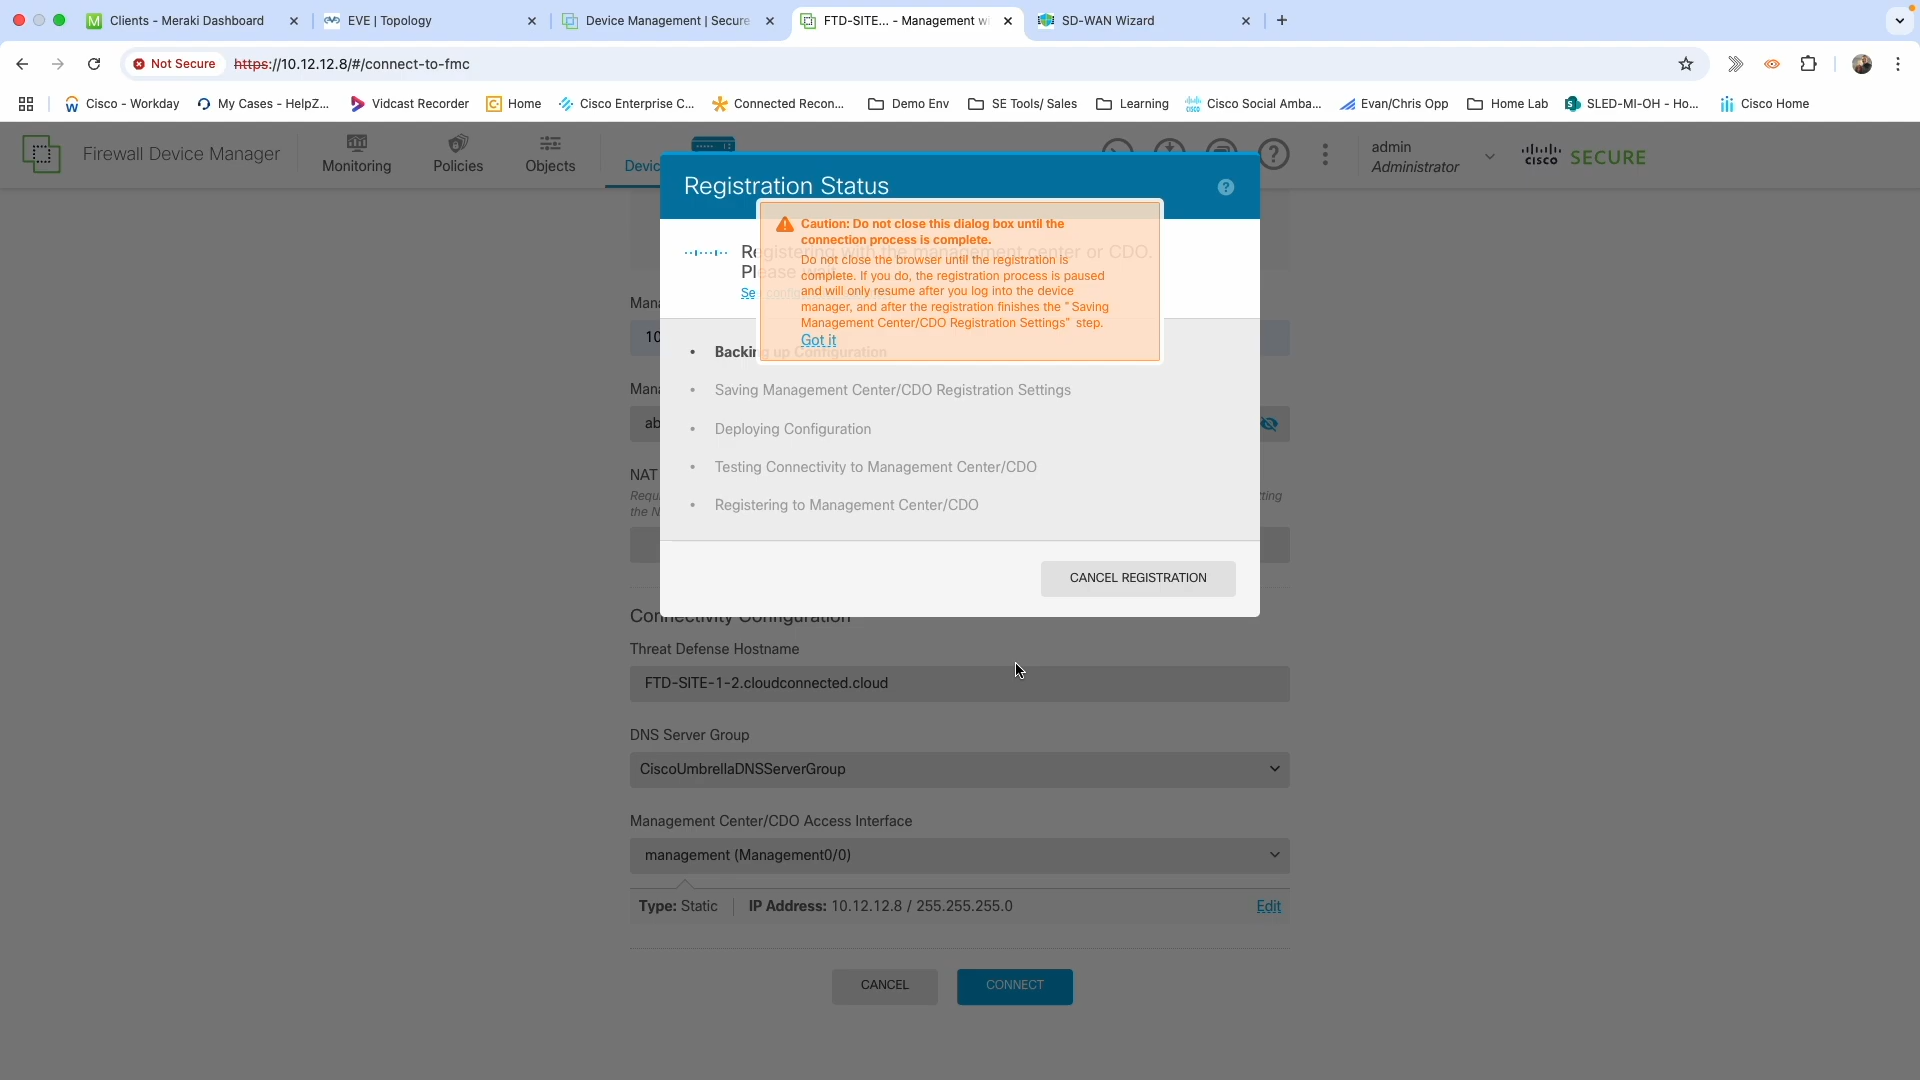 Clients - Meraki Dashboard
EVE | Topology
Device Management | Secure
FTD-SITE... - Management wi
SD-WAN Wizard
Not Secure
https://10.12.12.8/#/connect-to-fmc
Cisco - Workday
My Cases - HelpZ...
Vidcast Recorder
Home
Cisco Enterprise C...
Connected Recon...
Demo Env
SE Tools/ Sales
Learning
Cisco Social Amba...
Evan/Chris Opp
Home Lab
SLED-MI-OH - Ho...
Cisco Home
Firewall Device Manager
Monitoring
Policies
Objects
Devic
admin
Administrator
cisco SECURE
Registration Status
Caution: Do not close this dialog box until the
connection process is complete.
Registering with the management center or CDO.
Please wait
Do not close the browser until the registration is
complete. If you do, the registration process is paused
and will only resume after you log into the device
manager, and after the registration finishes the "Saving
Management Center/CDO Registration Settings" step.
Got it
Mana
10
• Backing up Configuration
• Saving Management Center/CDO Registration Settings
Mana
ab
• Deploying Configuration
• Testing Connectivity to Management Center/CDO
NAT
Requ
tting
the N
• Registering to Management Center/CDO
CANCEL REGISTRATION
Connectivity Configuration
Threat Defense Hostname
FTD-SITE-1-2.cloudconnected.cloud
DNS Server Group
CiscoUmbrellaDNSServerGroup
Management Center/CDO Access Interface
management (Management0/0)
Type: Static
IP Address: 10.12.12.8 / 255.255.255.0
Edit
CANCEL
CONNECT